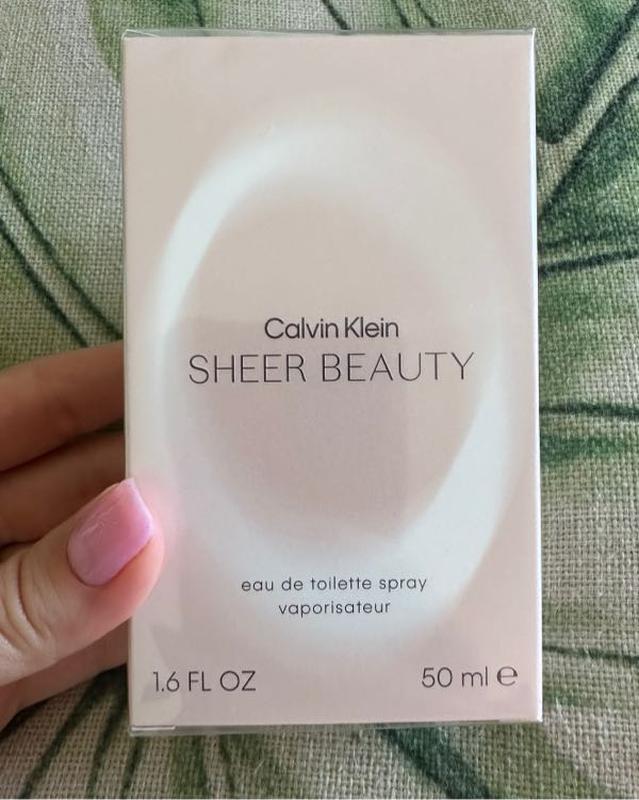 Calvin Klein
SHEER BEAUTY
eau de toilette spray
vaporisateur
1.6 FL OZ 50 ml ℮